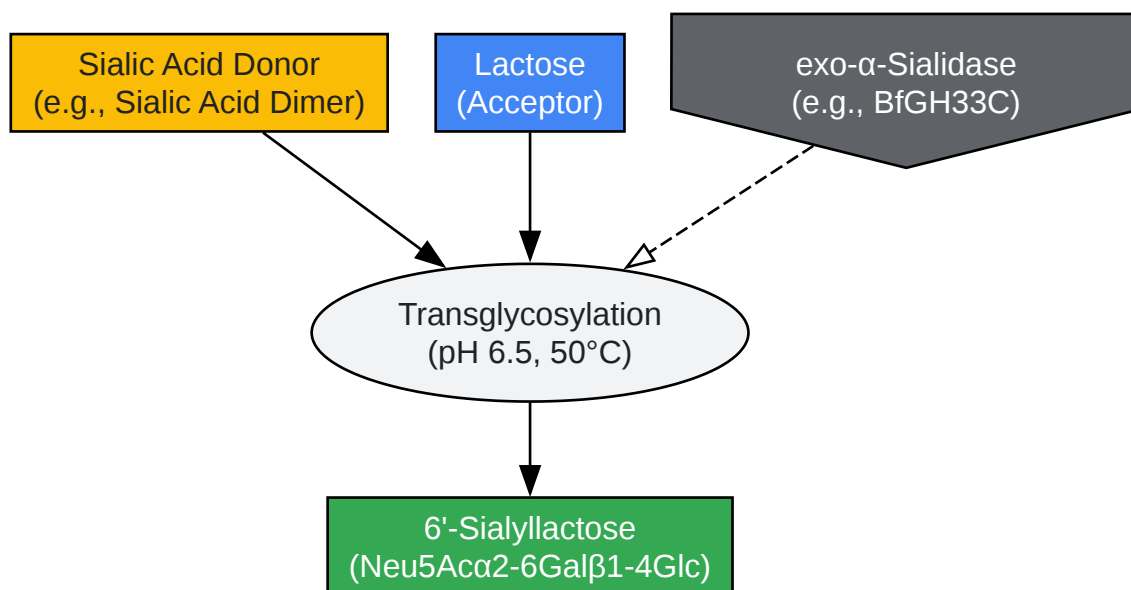 Sialic Acid Donor
(e.g., Sialic Acid Dimer)
Lactose
(Acceptor)
exo-α-Sialidase
(e.g., BfGH33C)
Transglycosylation
(pH 6.5, 50°C)
6'-Sialyllactose
(Neu5Acα2-6Galβ1-4Glc)